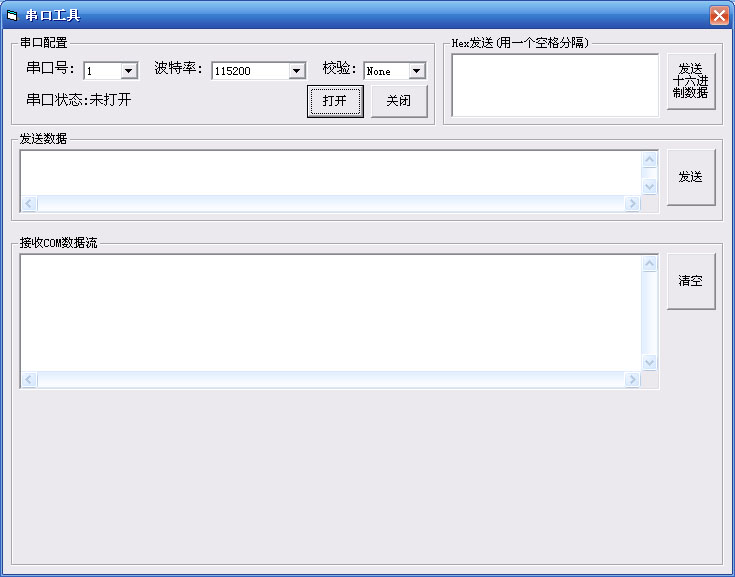 串口工具
串口配置
串口号: 1 波特率: 115200 校验: None
串口状态:未打开 打开 关闭
Hex发送(用一个空格分隔)
发送
十六进
制数据
发送数据
发送
接收COM数据流
清空